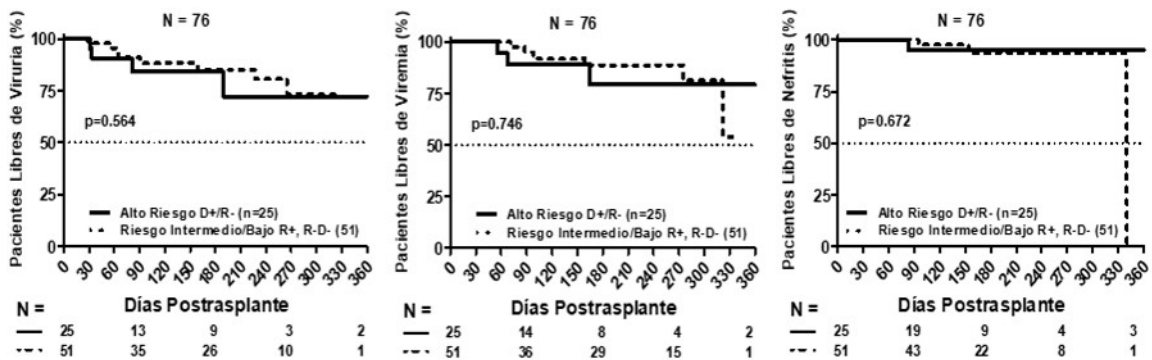 N = 76
Pacientes Libres de Viruria (%)
100
75
50
25
0
p=0.564
Alto Riesgo D+/R- (n=25)
Riesgo Intermedio/Bajo R+, R-D- (51)
0 30 60 90 120 150 180 210 240 270 300 330 360
Días Postrasplante
N =
25 13 9 3 2
51 35 26 10 1
N = 76
Pacientes Libres de Viremia (%)
100
75
50
25
0
p=0.746
Alto Riesgo D+/R- (n=25)
Riesgo Intermedio/Bajo R+, R-D- (51)
0 30 60 90 120 150 180 210 240 270 300 330 360
Días Postrasplante
N =
25 14 8 4 2
51 36 29 15 1
N = 76
Pacientes Libres de Nefritis (%)
100
75
50
25
0
p=0.672
Alto Riesgo D+/R- (n=25)
Riesgo Intermedio/Bajo R+, R-D- (51)
0 30 60 90 120 150 180 210 240 270 300 330 360
Días Postrasplante
N =
25 19 9 4 3
51 43 22 8 1